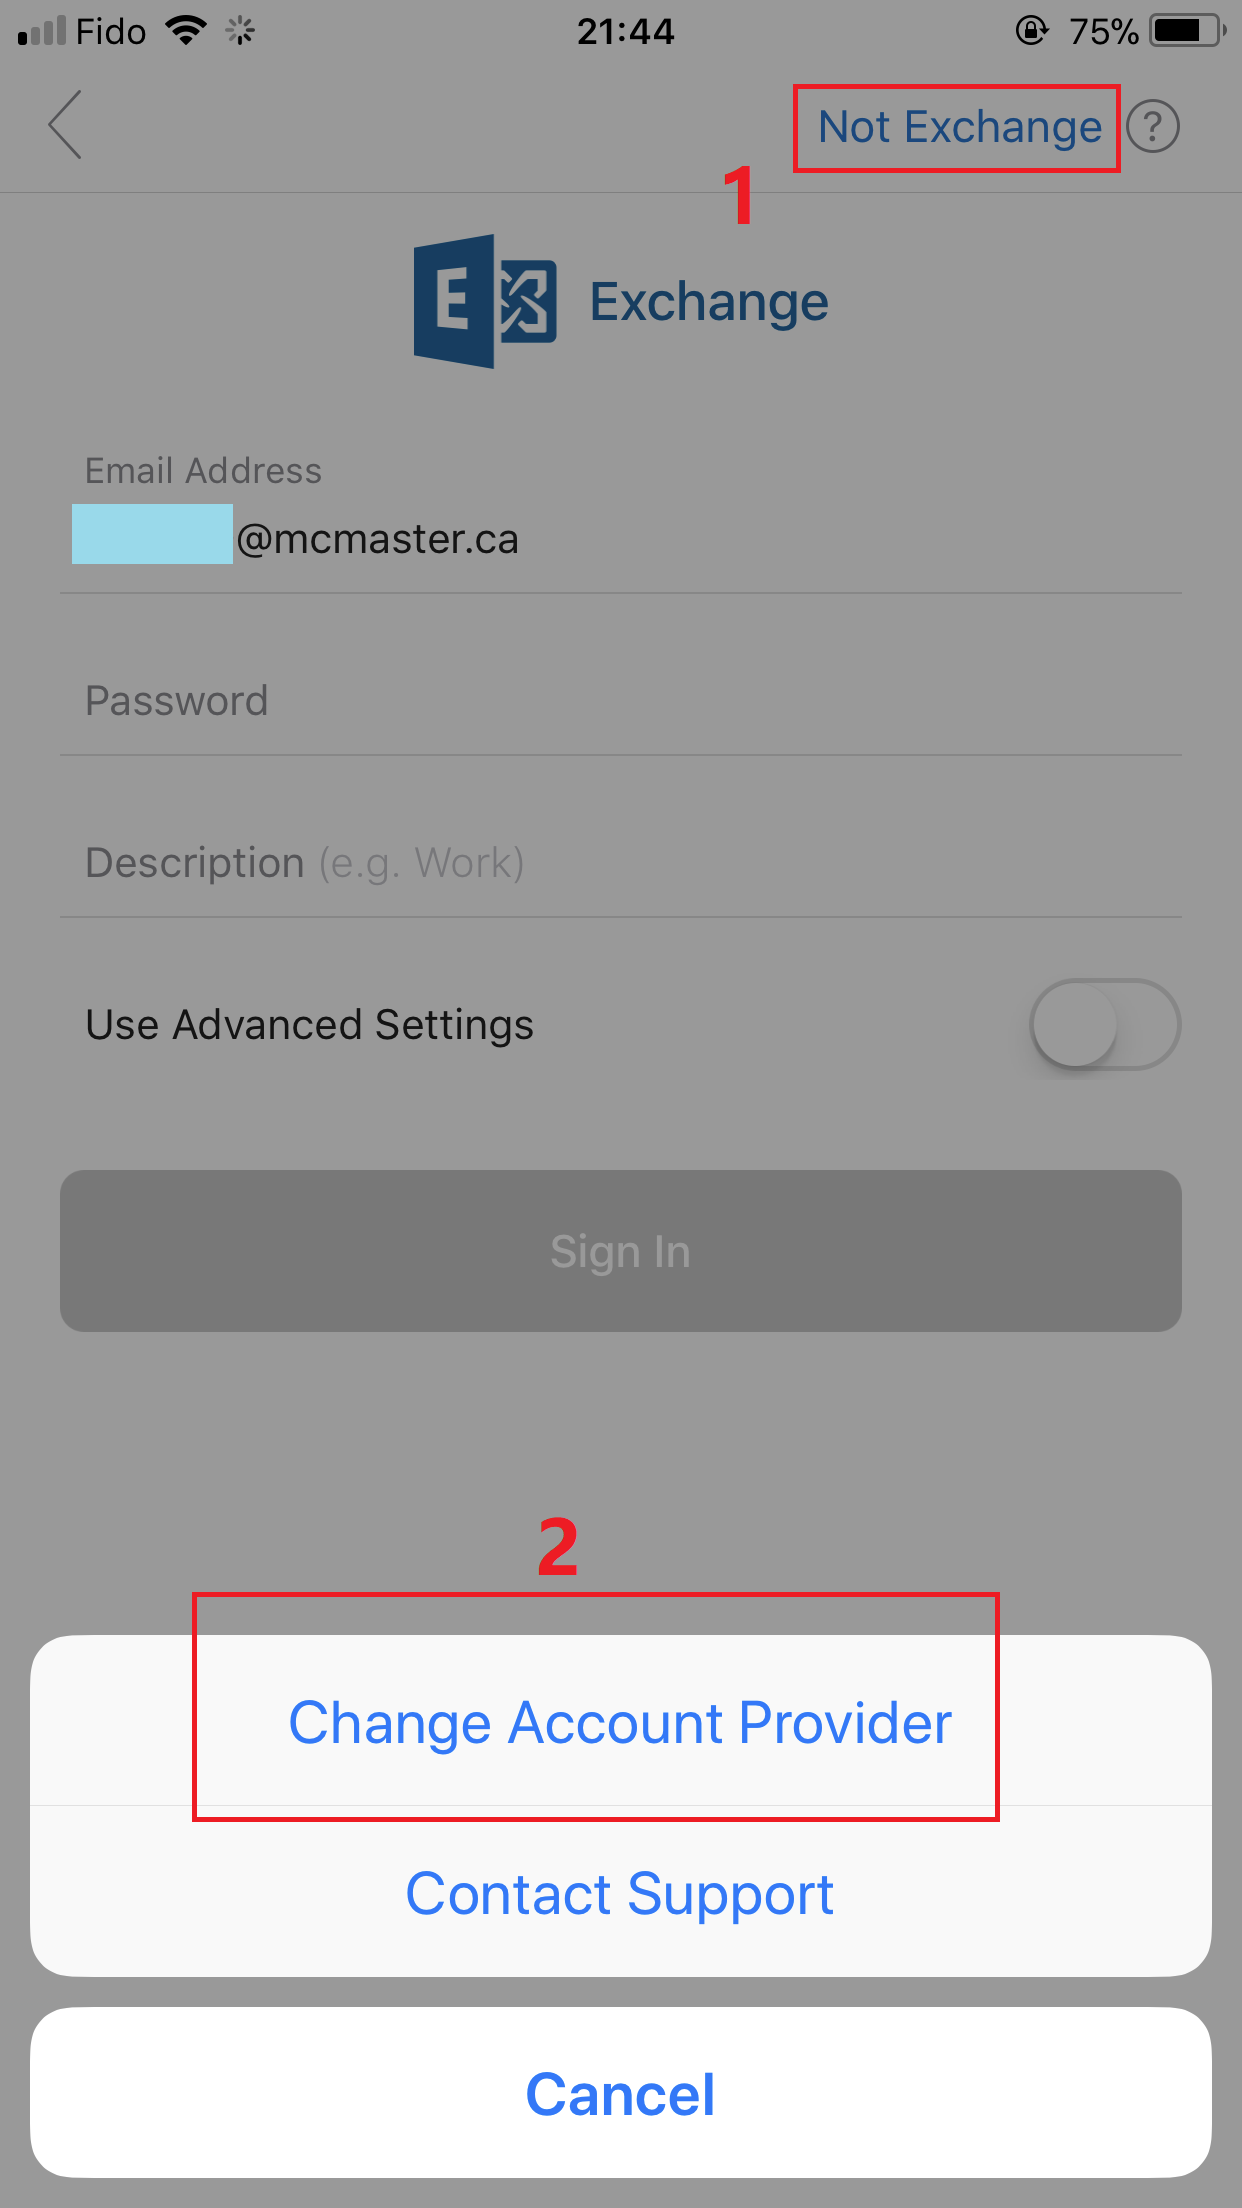 Fido 21:44 75%
Not Exchange ?
1
E Exchange
Email Address
@mcmaster.ca
Password
Description (e.g. Work)
Use Advanced Settings
Sign In
2
Change Account Provider
Contact Support
Cancel